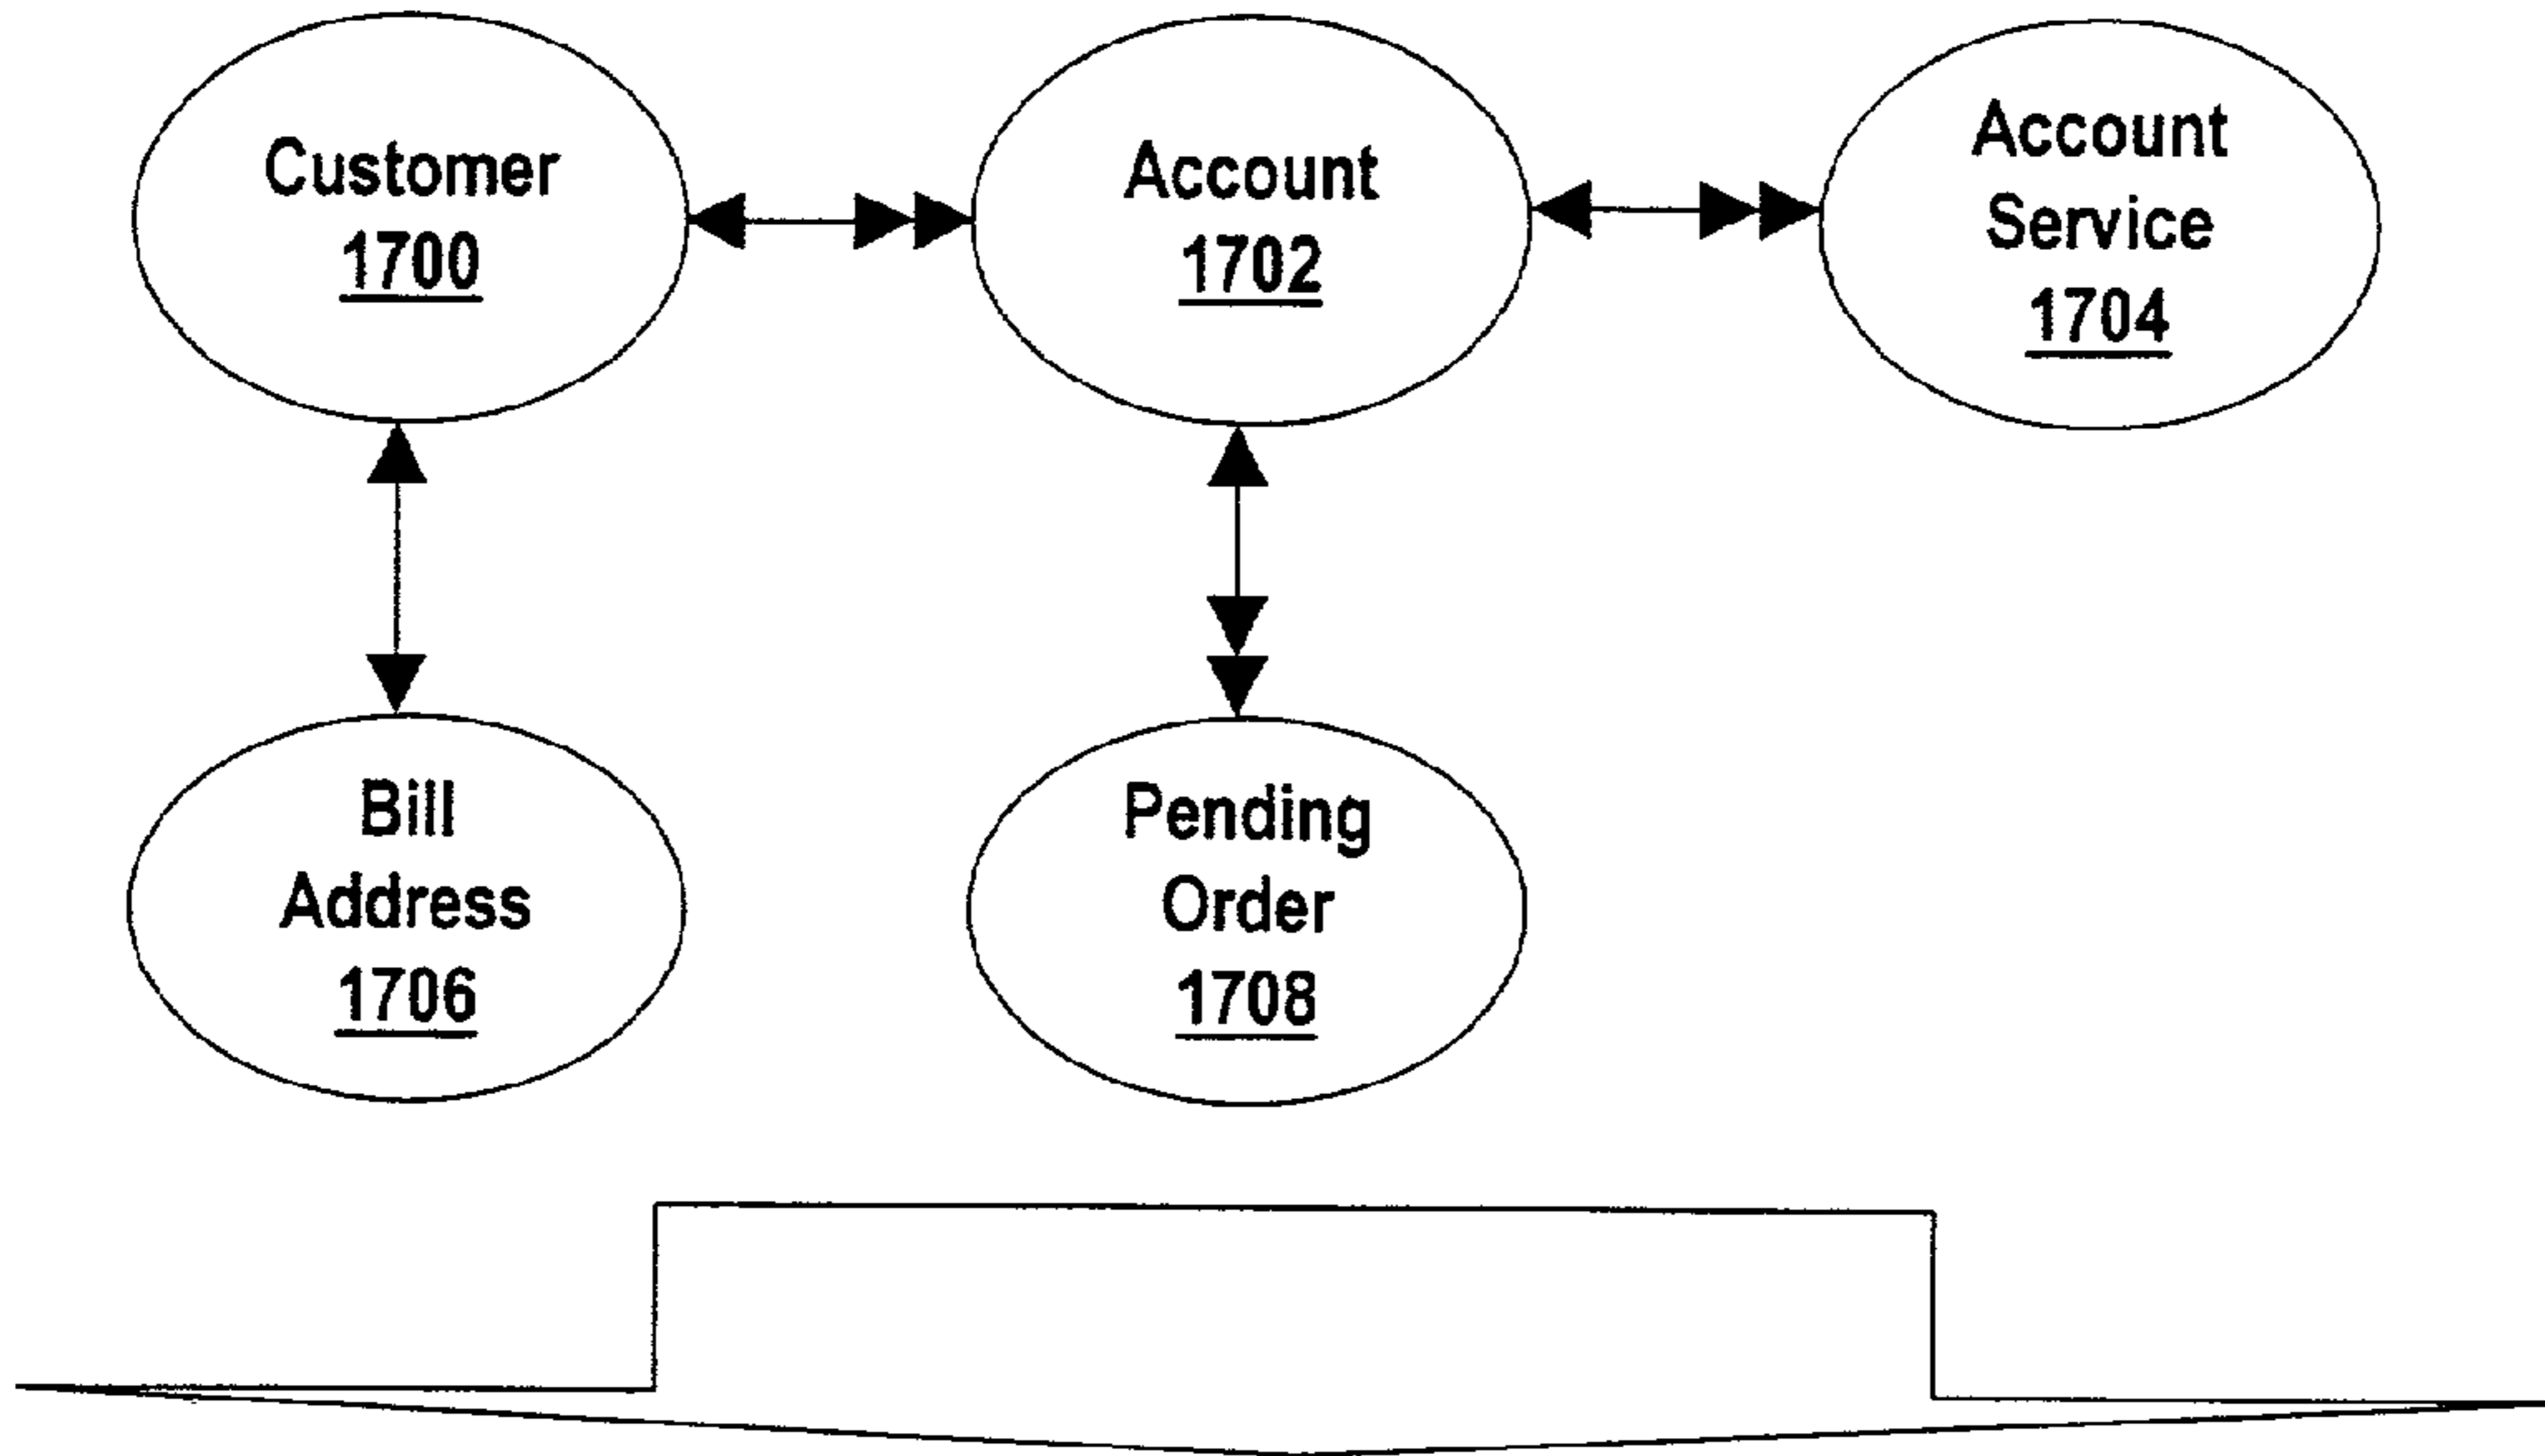 Customer
1700
Account
1702
Account
Service
1704
Bill
Address
1706
Pending
Order
1708